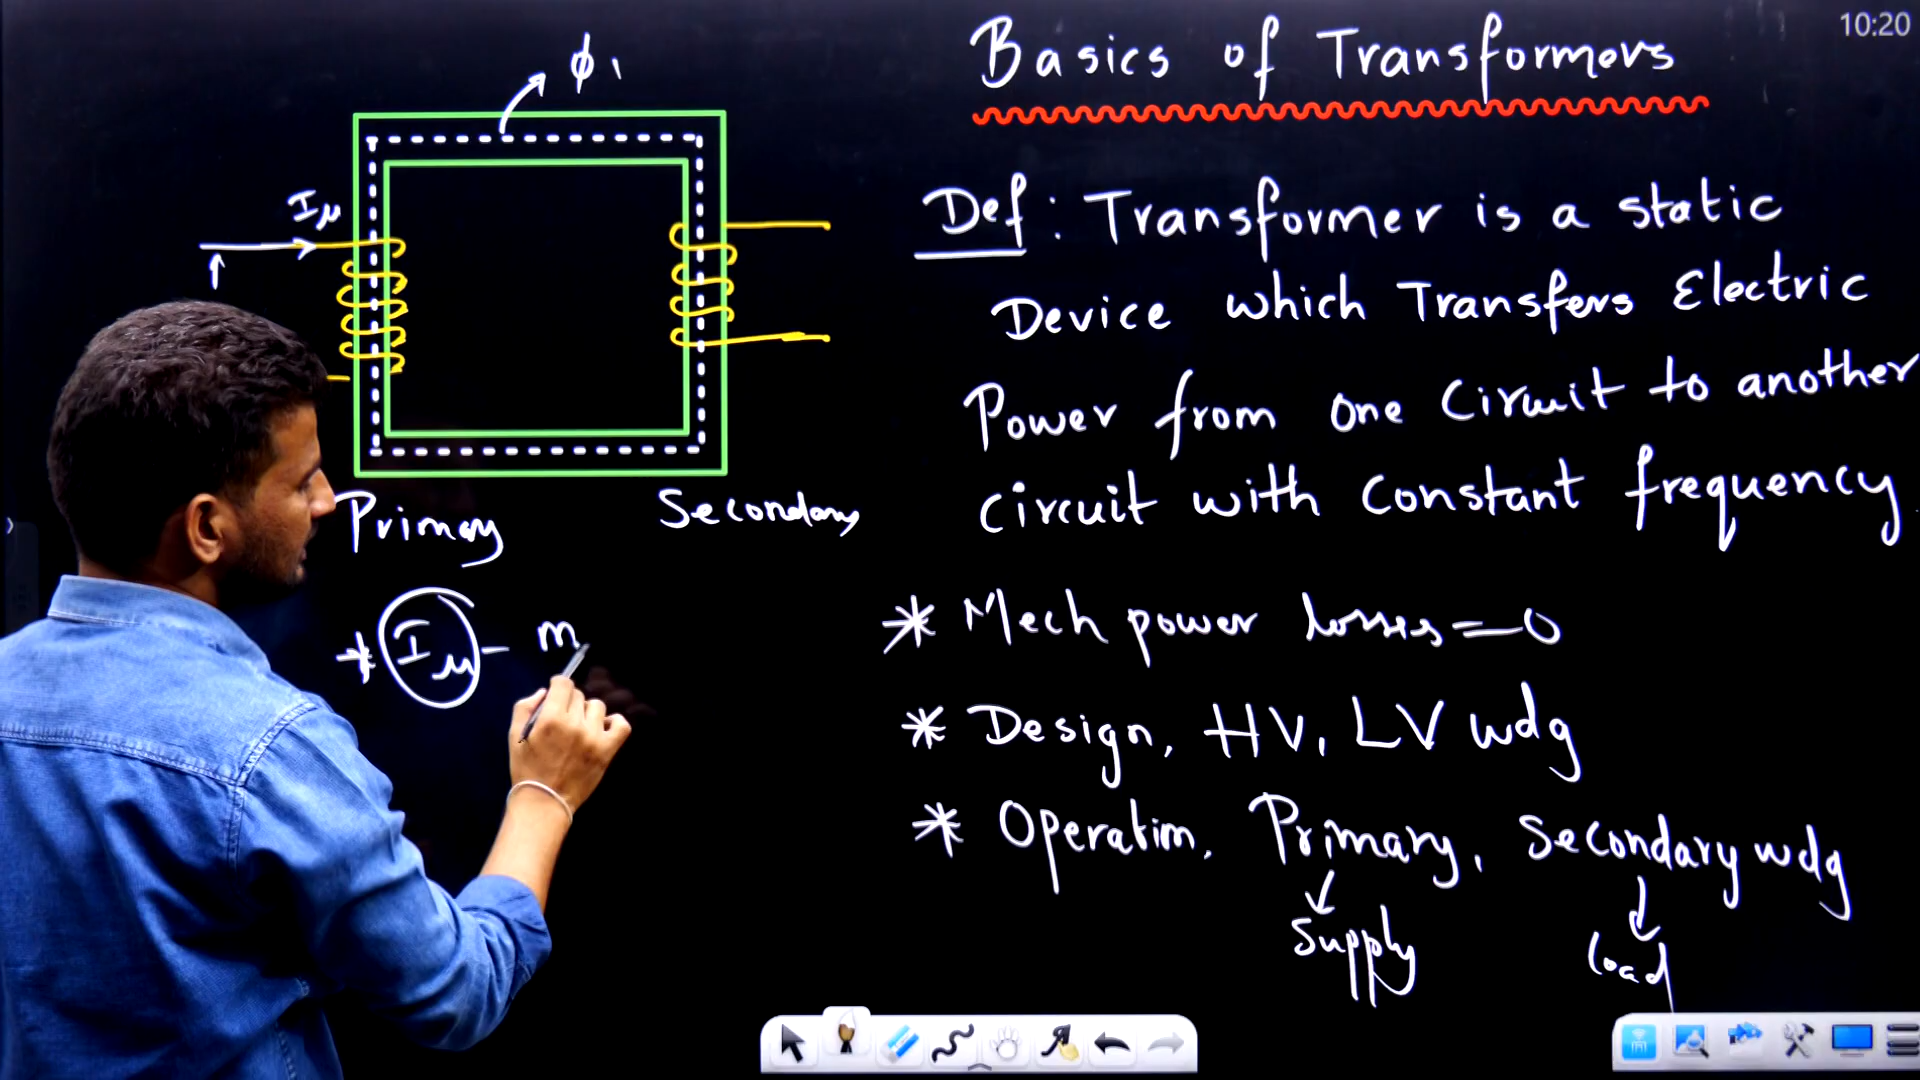 10:20
Basics of Transformers
ϕ1
Iμ
Def: Transformer is a static
Device which Transfers Electric
Power from one Circuit to another
circuit with constant frequency
Primary
Secondary
* Iμ - m
* Mech power losses = 0
* Design, HV, LV wdg
* Operation, Primary, Secondary wdg
Supply
Load